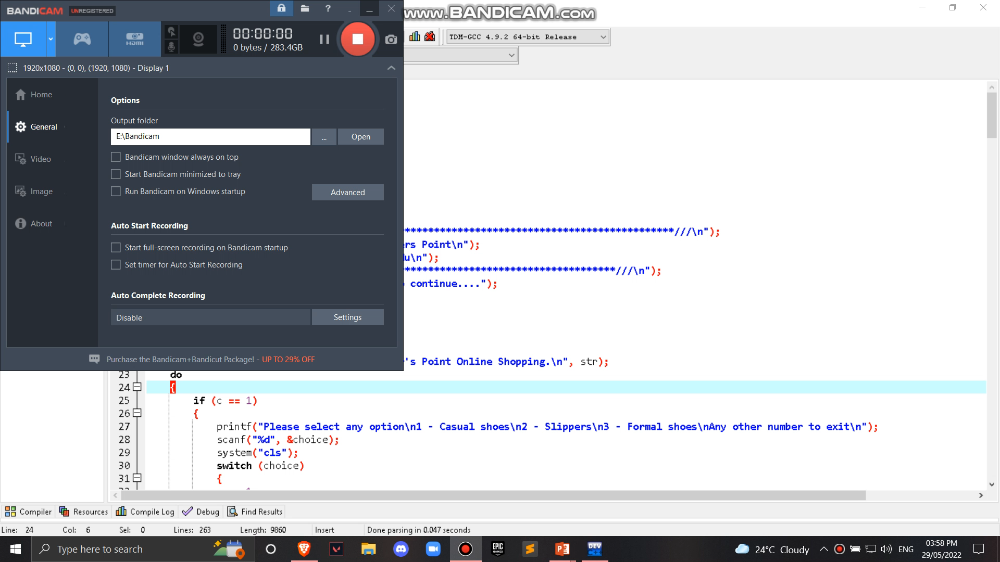 BANDICAM UNREGISTERED
www.BANDICAM.com
HDMI
00:00:00
0 bytes / 283.4GB
TDM-GCC 4.9.2 64-bit Release
1920x1080 - (0, 0), (1920, 1080) - Display 1
Home
General
Video
Image
About
Options
Output folder
E:\Bandicam
...
Open
Bandicam window always on top
Start Bandicam minimized to tray
Run Bandicam on Windows startup
Advanced
Auto Start Recording
Start full-screen recording on Bandicam startup
Set timer for Auto Start Recording
Auto Complete Recording
Disable
Settings
Purchase the Bandicam+Bandicut Package! - UP TO 29% OFF
///\n");
rs Point\n");
u\n");
///\n");
continue....");
's Point Online Shopping.\n", str);
23 do
24 {
25 if (c == 1)
26 {
27 printf("Please select any option\n1 - Casual shoes\n2 - Slippers\n3 - Formal shoes\nAny other number to exit\n");
28 scanf("%d", &choice);
29 system("cls");
30 switch (choice)
31 {
Compiler Resources Compile Log Debug Find Results
Line: 24 Col: 6 Sel: 0 Lines: 263 Length: 9860 Insert Done parsing in 0.047 seconds
Type here to search
EPIC GAMES
DEV
24°C Cloudy
ENG
03:58 PM
29/05/2022